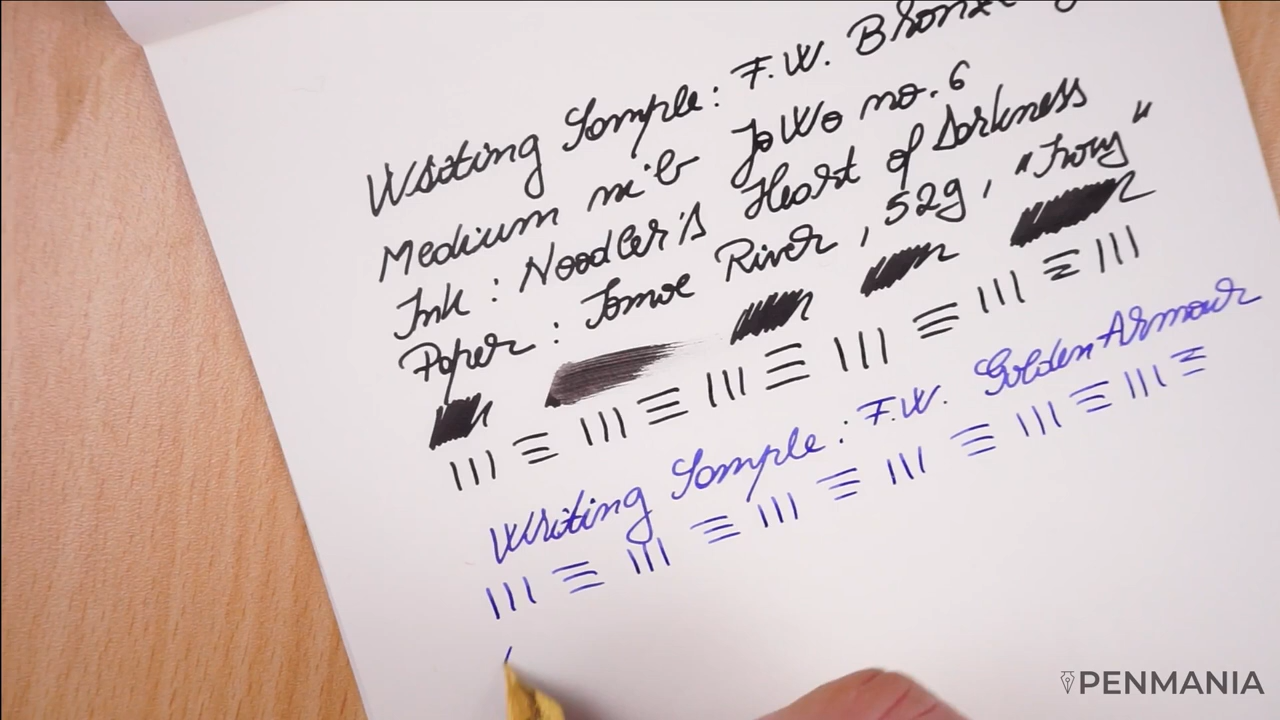 Writing Sample: F.W. Bronze
Medium nib JoWo no. 6
Ink: Noodler's Heart of Darkness
Paper: Tomoe River, 52g, "Ivory"
Writing Sample: F.W. Golden Armour
PENMANIA